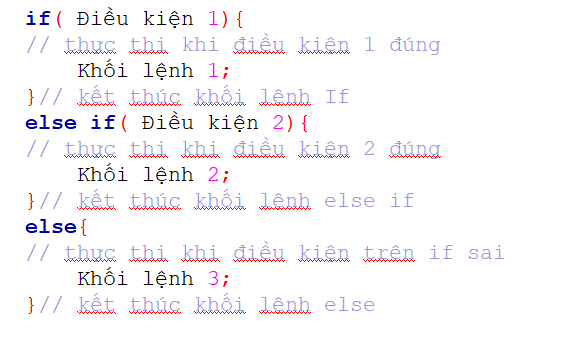 if( Điều kiện 1){
// thực thi khi điều kiện 1 đúng
Khối lệnh 1;
}// kết thúc khối lệnh If
else if( Điều kiện 2){
// thực thi khi điều kiện 2 đúng
Khối lệnh 2;
}// kết thúc khối lệnh else if
else{
// thực thi khi điều kiện trên if sai
Khối lệnh 3;
}// kết thúc khối lệnh else